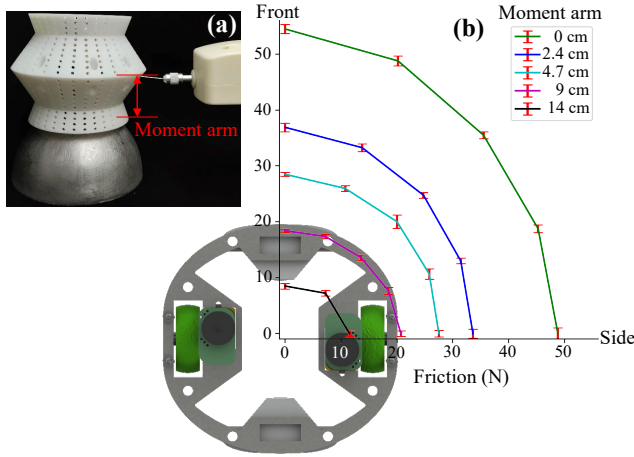 (a)
Moment arm
Front
(b)
Moment arm
0 cm
2.4 cm
4.7 cm
9 cm
14 cm
50
40
30
20
10
0
Side
0
10
20
30
40
50
Friction (N)